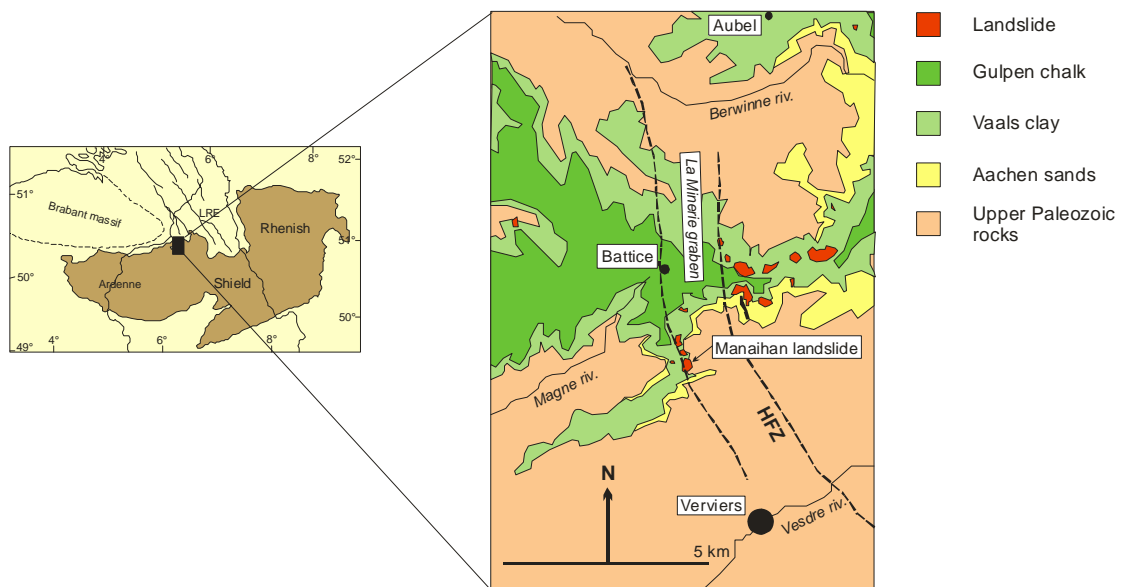 4°
6°
8°
52°
51°
Brabant massif
LRE
Rhenish
51°
50°
Ardenne
Shield
50°
49°
4°
6°
8°
Aubel
Berwinne riv.
La Minerie graben
Battice
Manaihan landslide
Magne riv.
HFZ
N
Verviers
Vesdre riv.
5 km
Landslide
Gulpen chalk
Vaals clay
Aachen sands
Upper Paleozoic
rocks